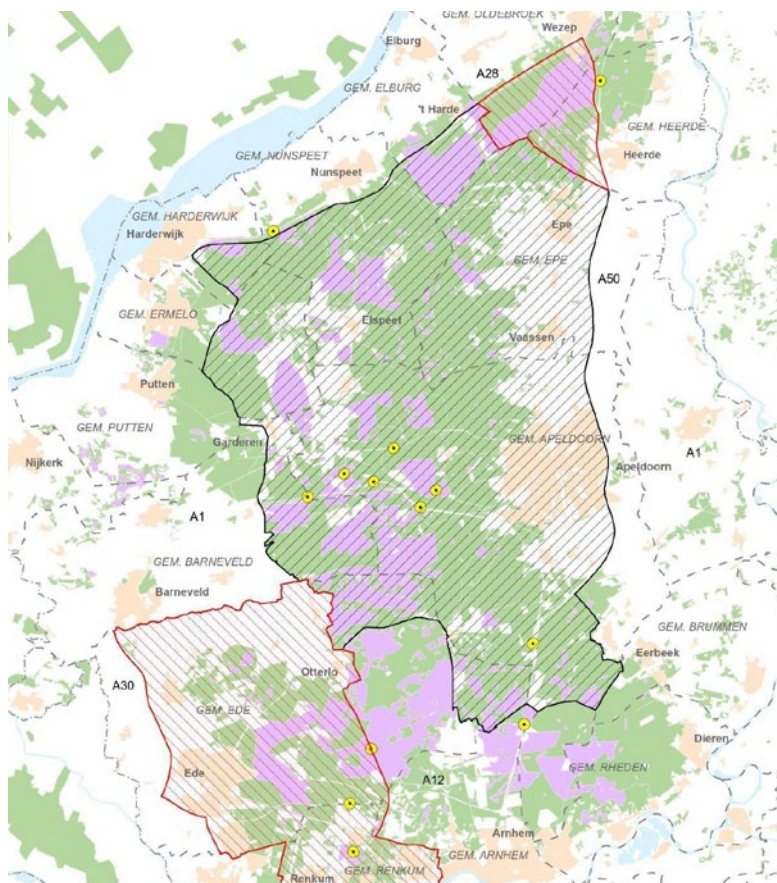 GEM. OLDEBROEK
Wezep
Elburg
A28
GEM. ELBURG
't Harde
GEM. HEERDE
GEM. NUNSPEET
Heerde
Nunspeet
GEM. HARDERWIJK
Epe
Harderwijk
GEM. EPE
A50
GEM. ERMELO
Elspeet
Vaassen
Putten
GEM. PUTTEN
Garderen
GEM. APELDOORN
A1
Nijkerk
Apeldoorn
A1
GEM. BARNEVELD
Barneveld
GEM. BRUMMEN
Eerbeek
Otterlo
A30
GEM. EDE
Dieren
GEM. RHEDEN
Ede
A12
Arnhem
GEM. ARNHEM
GEM. RENKUM
Renkum